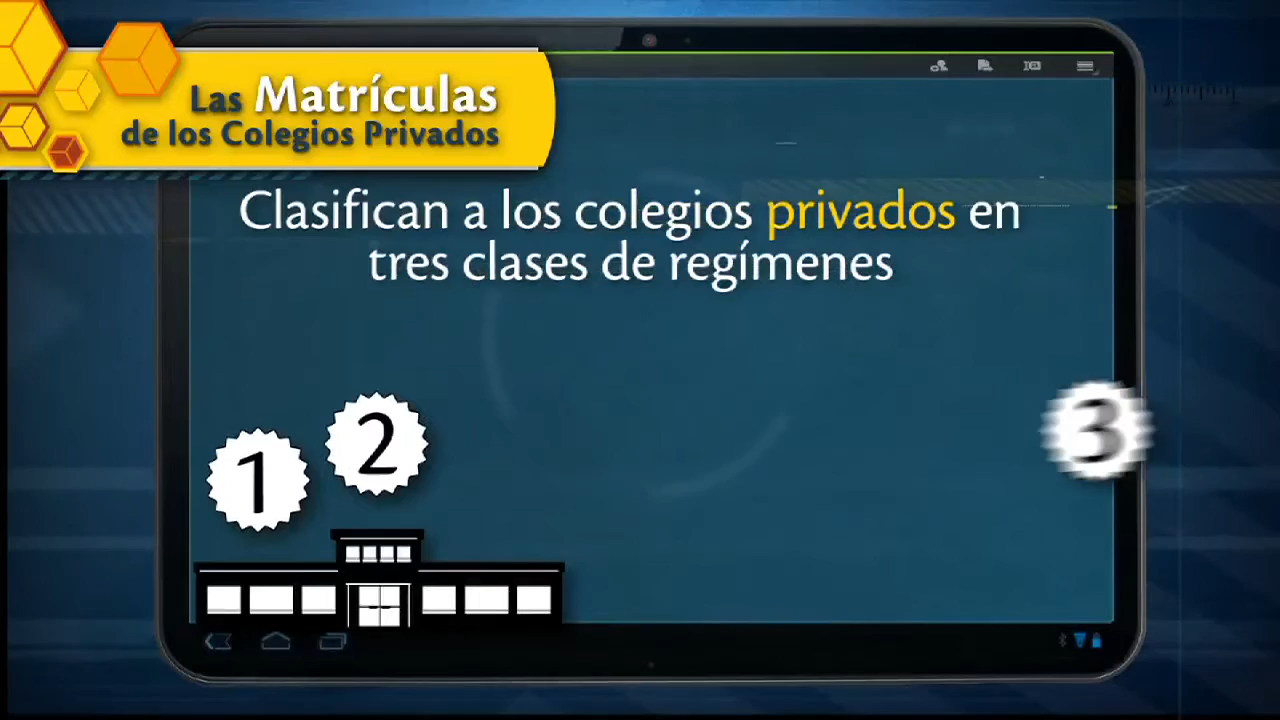 Las Matrículas
de los Colegios Privados
Clasifican a los colegios privados en
tres clases de regímenes
1
2
3